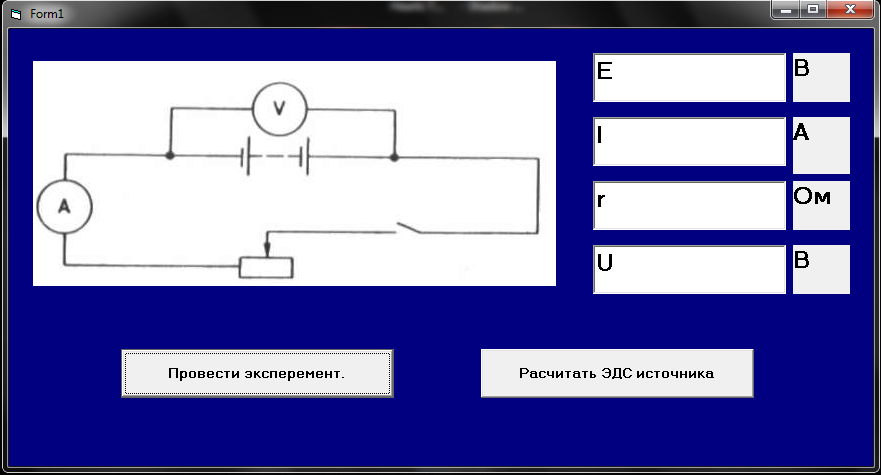 Form1
V
A
E
В
I
А
r
Ом
U
В
Провести эксперемент.
Расчитать ЭДС источника